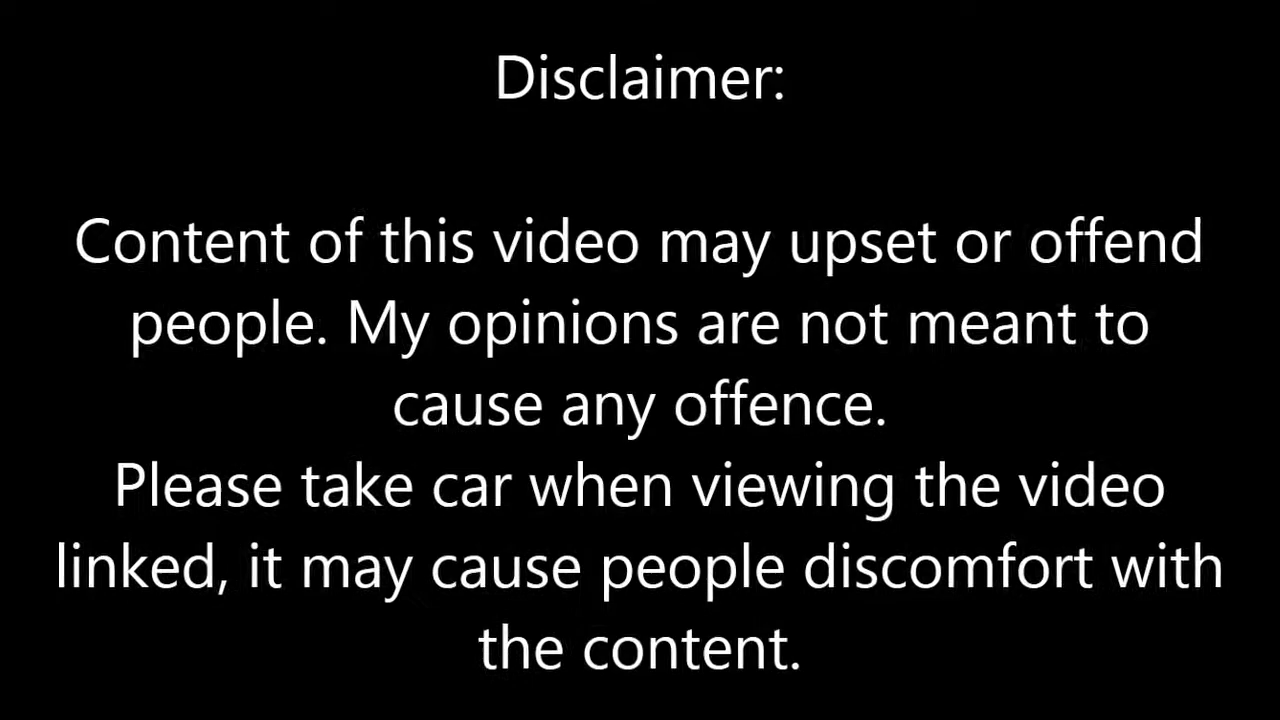 Disclaimer:
Content of this video may upset or offend
people. My opinions are not meant to
cause any offence.
Please take car when viewing the video
linked, it may cause people discomfort with
the content.